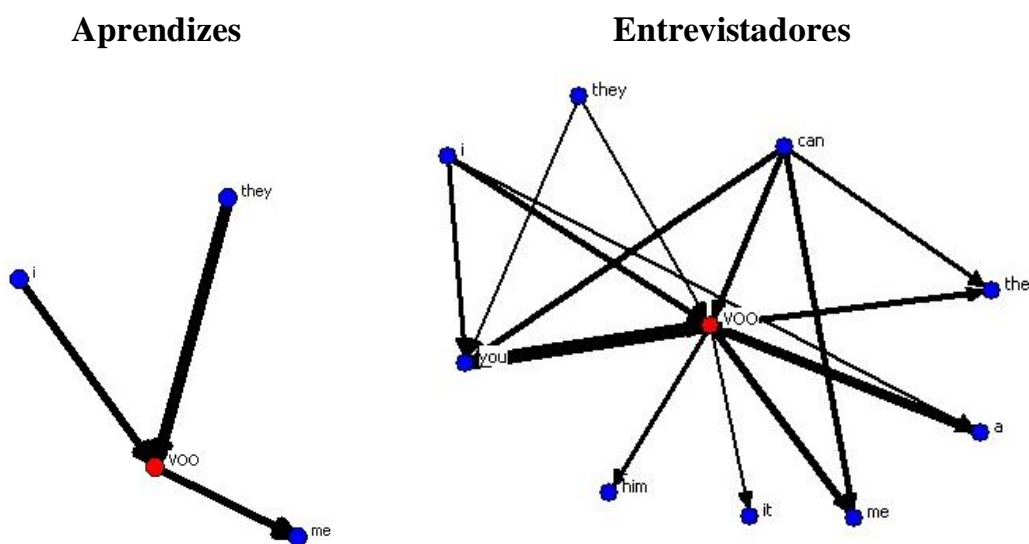 Aprendizes
they
i
VOO
me
Entrevistadores
they
i
can
the
VOO
you
a
him
it
me